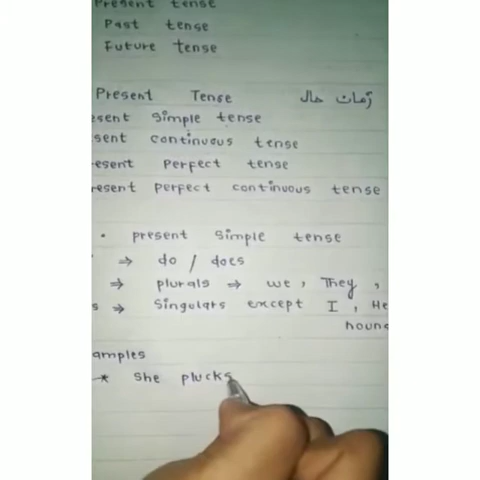 Present tense
Past tense
Future tense
Present Tense زمان حال
esent simple tense
sent continuous tense
esent perfect tense
resent perfect continuous tense
• present simple tense
⇒ do / does
⇒ plurals ⇒ we, They,
s ⇒ singulars except I, He
noun
amples
* she plucks